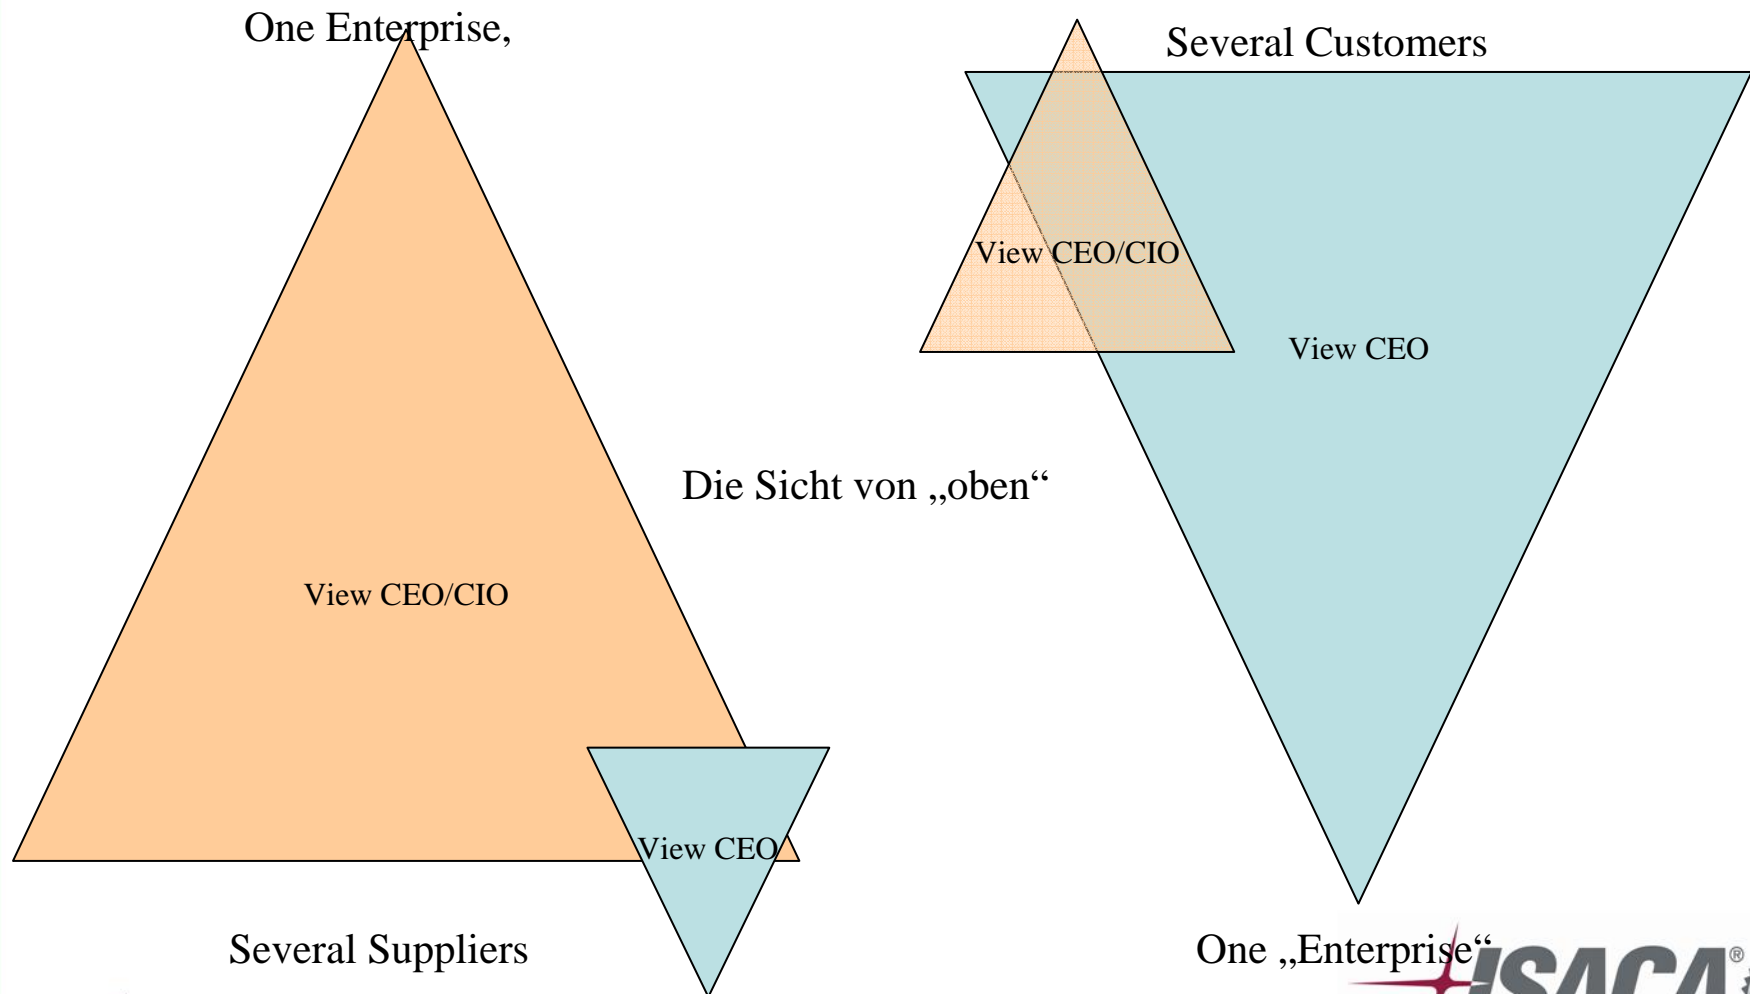 One Enterprise,
Several Customers
View CEO/CIO
View CEO
Die Sicht von „oben“
View CEO/CIO
View CEO
Several Suppliers
One „Enterprise“
ISACA®